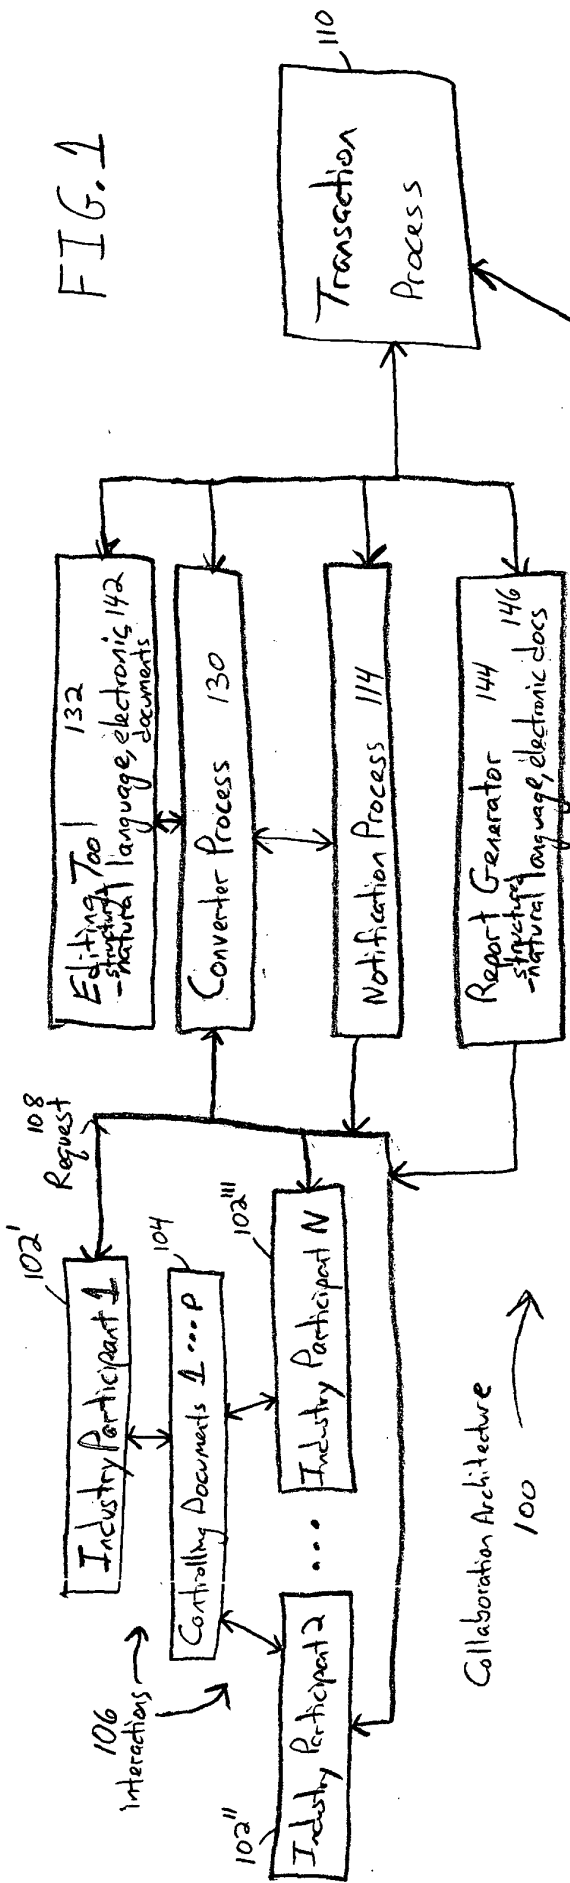 FIG. 1
102'
Industry Participant 1
108
Request
106
interactions
104
Controlling Documents 1 ... P
102''
Industry Participant 2
...
102'''
Industry Participant N
Collaboration Architecture
100
Editing Tool 132
structured
-natural language, electronic 142
documents
Converter Process 130
Notification Process 114
Report Generator 144
structured 146
-natural language, electronic docs
110
Transaction
Process